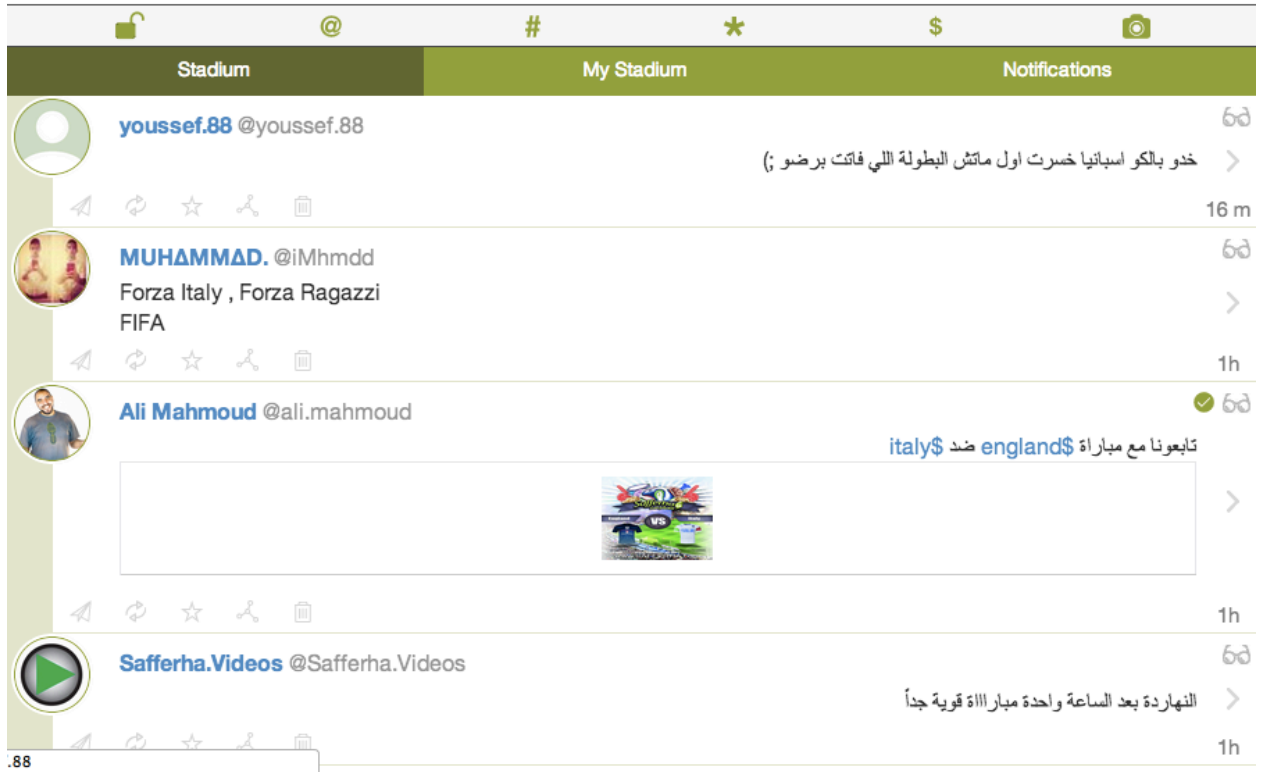 @ # * $
Stadium My Stadium Notifications
youssef.88 @youssef.88
خدو بالكو اسبانيا خسرت اول ماتش البطولة اللي فاتت برضو ;)
16 m
MUHΔMMΔD. @iMhmdd
Forza Italy , Forza Ragazzi
FIFA
1h
Ali Mahmoud @ali.mahmoud
تابعونا مع مباراة $england ضد $italy
Safferha
VS
1h
Safferha.Videos @Safferha.Videos
النهاردة بعد الساعة واحدة مباراااة قوية جداً
1h
.88